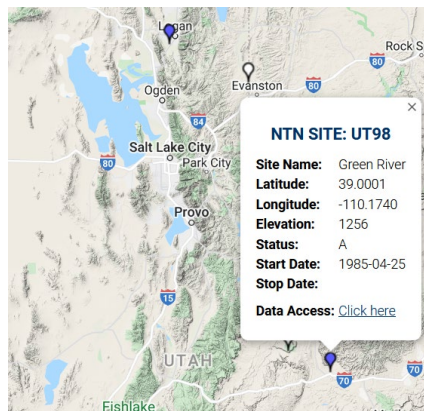 Logan
Rock S
80
Evanston
80
Ogden
84
×
NTN SITE: UT98
Salt Lake City
80
Park City
Site Name: Green River
Latitude: 39.0001
Longitude: -110.1740
Provo
Elevation: 1256
Status: A
Start Date: 1985-04-25
Stop Date:
15
Data Access: Click here
UTAH
70
70
Fishlake